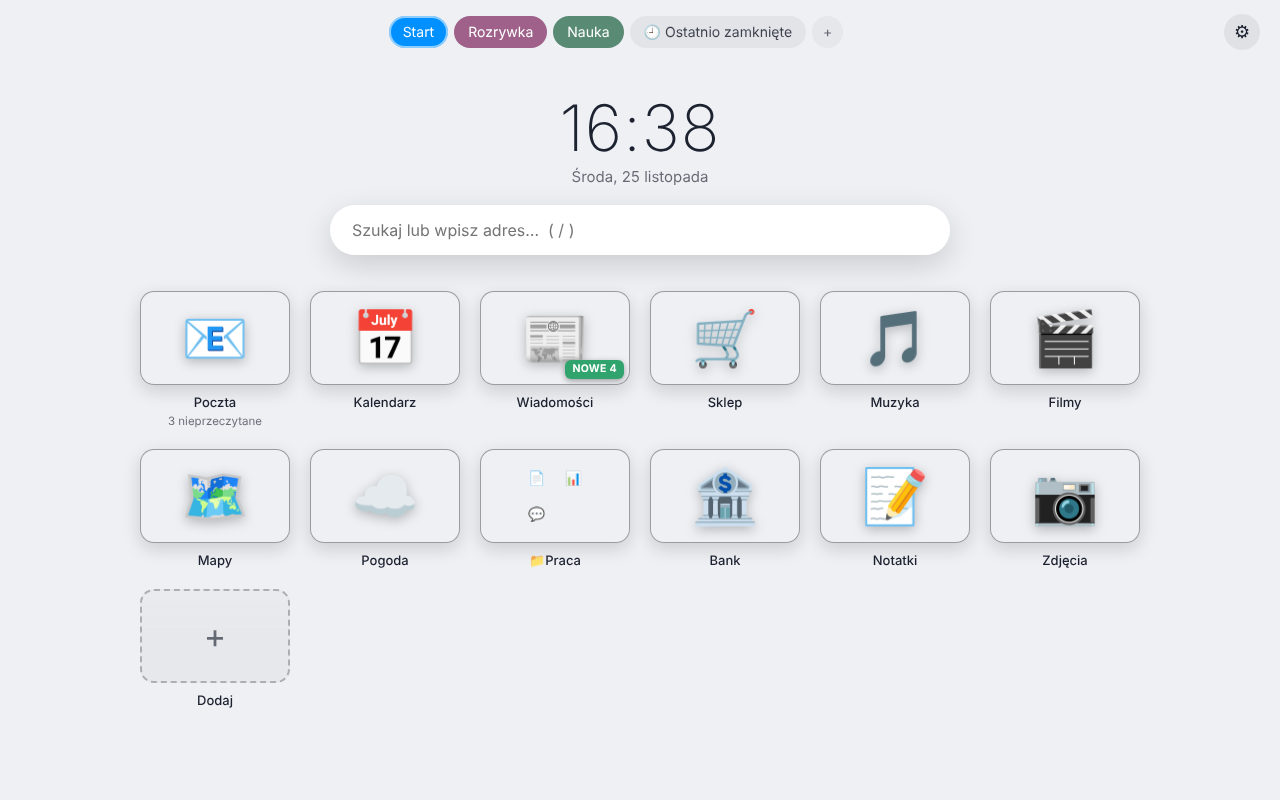 Start Rozrywka Nauka Ostatnio zamknięte +
16:38
Środa, 25 listopada
Szukaj lub wpisz adres... ( / )
July
17
NOWE 4
Poczta Kalendarz Wiadomości Sklep Muzyka Filmy
3 nieprzeczytane
Mapy Pogoda Praca Bank Notatki Zdjęcia
+
Dodaj